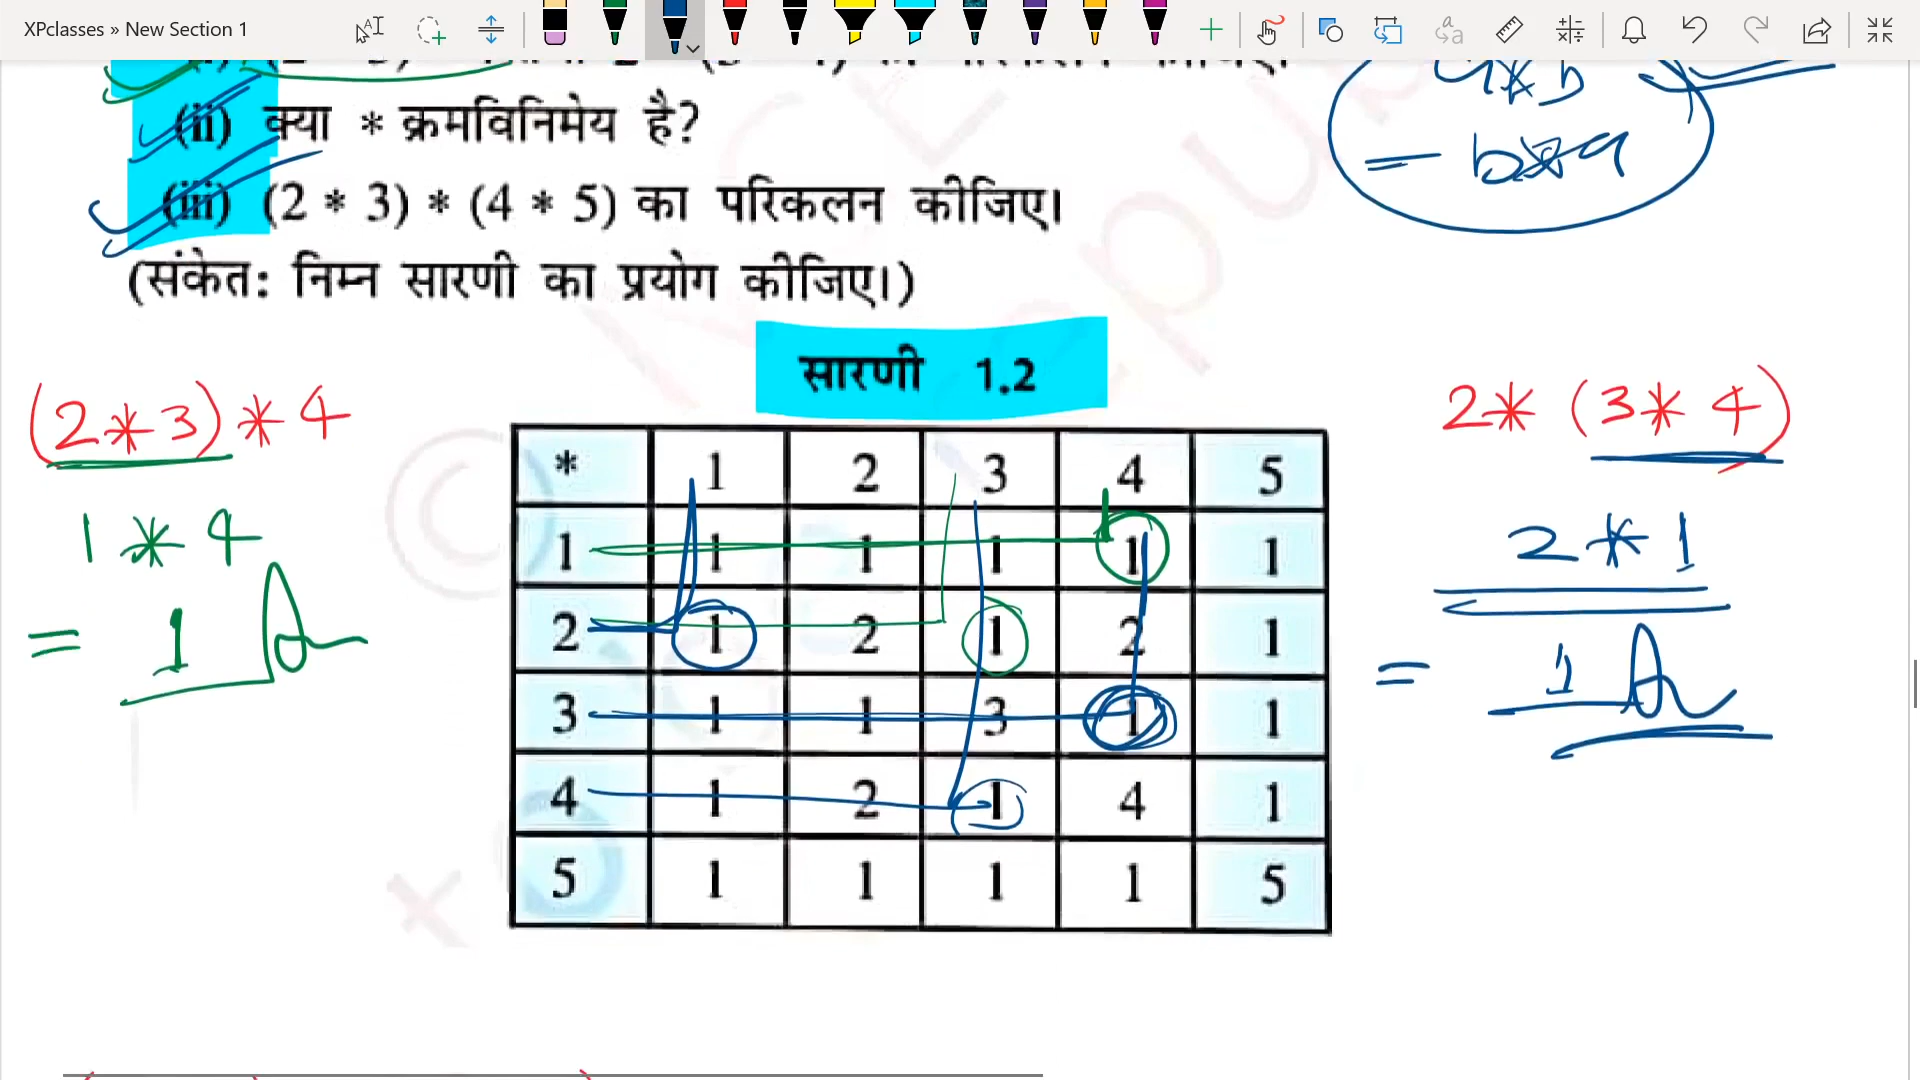 XPclasses » New Section 1
(ii) क्या * क्रमविनिमेय है?
a*b
= b*a
(iii) (2 * 3) * (4 * 5) का परिकलन कीजिए।
(संकेत: निम्न सारणी का प्रयोग कीजिए।)
सारणी 1.2
(2*3)*4
1*4
= 1
* 1 2 3 4 5
1 1 1 1 1 1
2 1 2 1 2 1
3 1 1 3 1 1
4 1 2 1 4 1
5 1 1 1 1 5
2*(3*4)
2*1
= 1